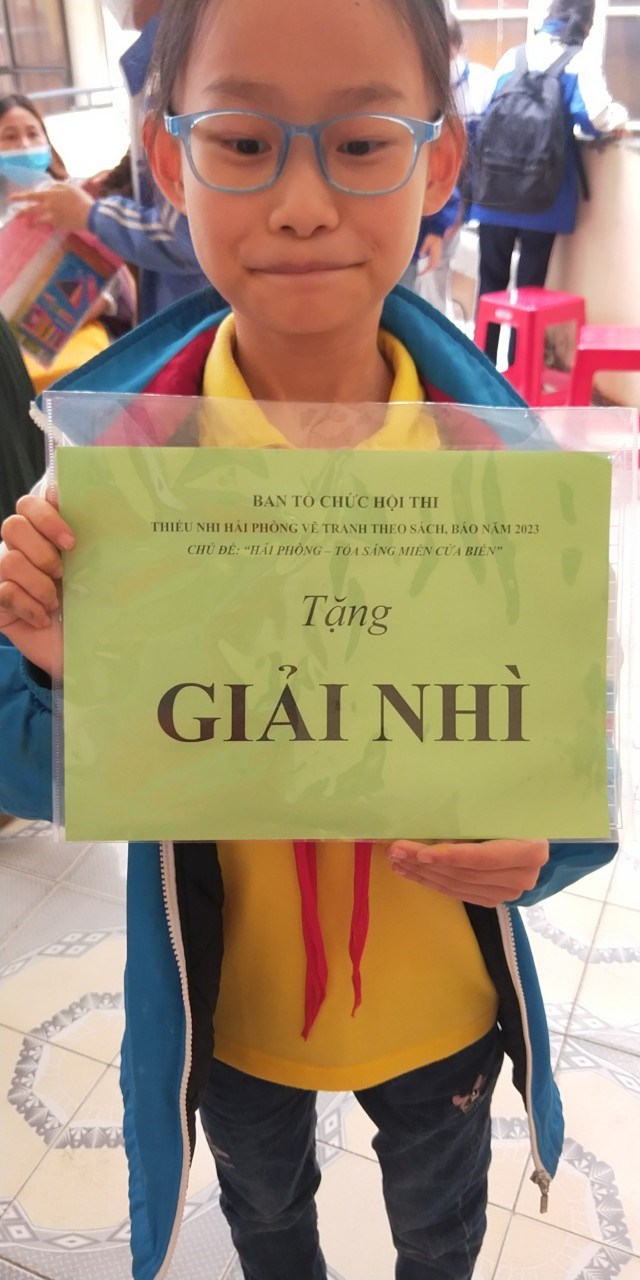 BAN TỔ CHỨC HỘI THI
THIẾU NHI HẢI PHÒNG VẼ TRANH THEO SÁCH, BÁO NĂM 2023
CHỦ ĐỀ: “HẢI PHÒNG – TỎA SÁNG MIỀN CỬA BIỂN”
Tặng
GIẢI NHÌ